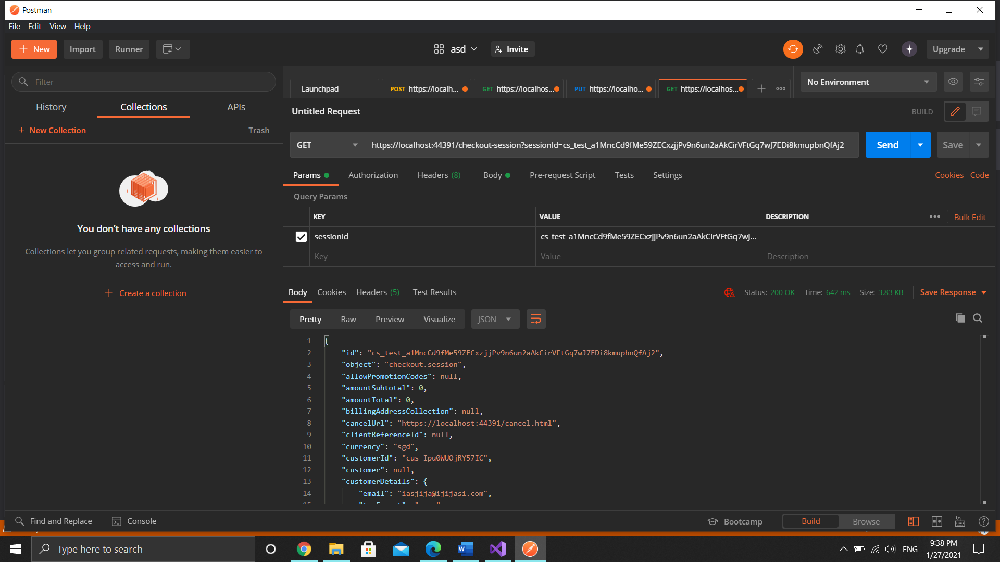 Postman
File Edit View Help
New Import Runner asd Invite Upgrade
Filter
History Collections APIs
+ New Collection Trash
You don't have any collections
Collections let you group related requests, making them easier to
access and run.
+ Create a collection
Launchpad POST https://localh... GET https://localhos... PUT https://localho... GET https://localhos... + ooo
No Environment
Untitled Request BUILD
GET https://localhost:44391/checkout-session?sessionId=cs_test_a1MncCd9fMe59ZECxzjjPv9n6un2aAkCirVFtGq7wJ7EDi8kmupbnQfAj2 Send Save
Params Authorization Headers (8) Body Pre-request Script Tests Settings Cookies Code
Query Params
KEY VALUE DESCRIPTION ••• Bulk Edit
sessionId cs_test_a1MncCd9fMe59ZECxzjjPv9n6un2aAkCirVFtGq7wJ...
Key Value Description
Body Cookies Headers (5) Test Results Status: 200 OK Time: 642 ms Size: 3.83 KB Save Response
Pretty Raw Preview Visualize JSON
1 {
2 "id": "cs_test_a1MncCd9fMe59ZECxzjjPv9n6un2aAkCirVFtGq7wJ7EDi8kmupbnQfAj2",
3 "object": "checkout.session",
4 "allowPromotionCodes": null,
5 "amountSubtotal": 0,
6 "amountTotal": 0,
7 "billingAddressCollection": null,
8 "cancelUrl": "https://localhost:44391/cancel.html",
9 "clientReferenceId": null,
10 "currency": "sgd",
11 "customerId": "cus_Ipu0WUOjRY57IC",
12 "customer": null,
13 "customerDetails": {
14 "email": "iasjija@ijijasi.com",
Find and Replace Console Bootcamp Build Browse
Type here to search ENG 9:38 PM
1/27/2021